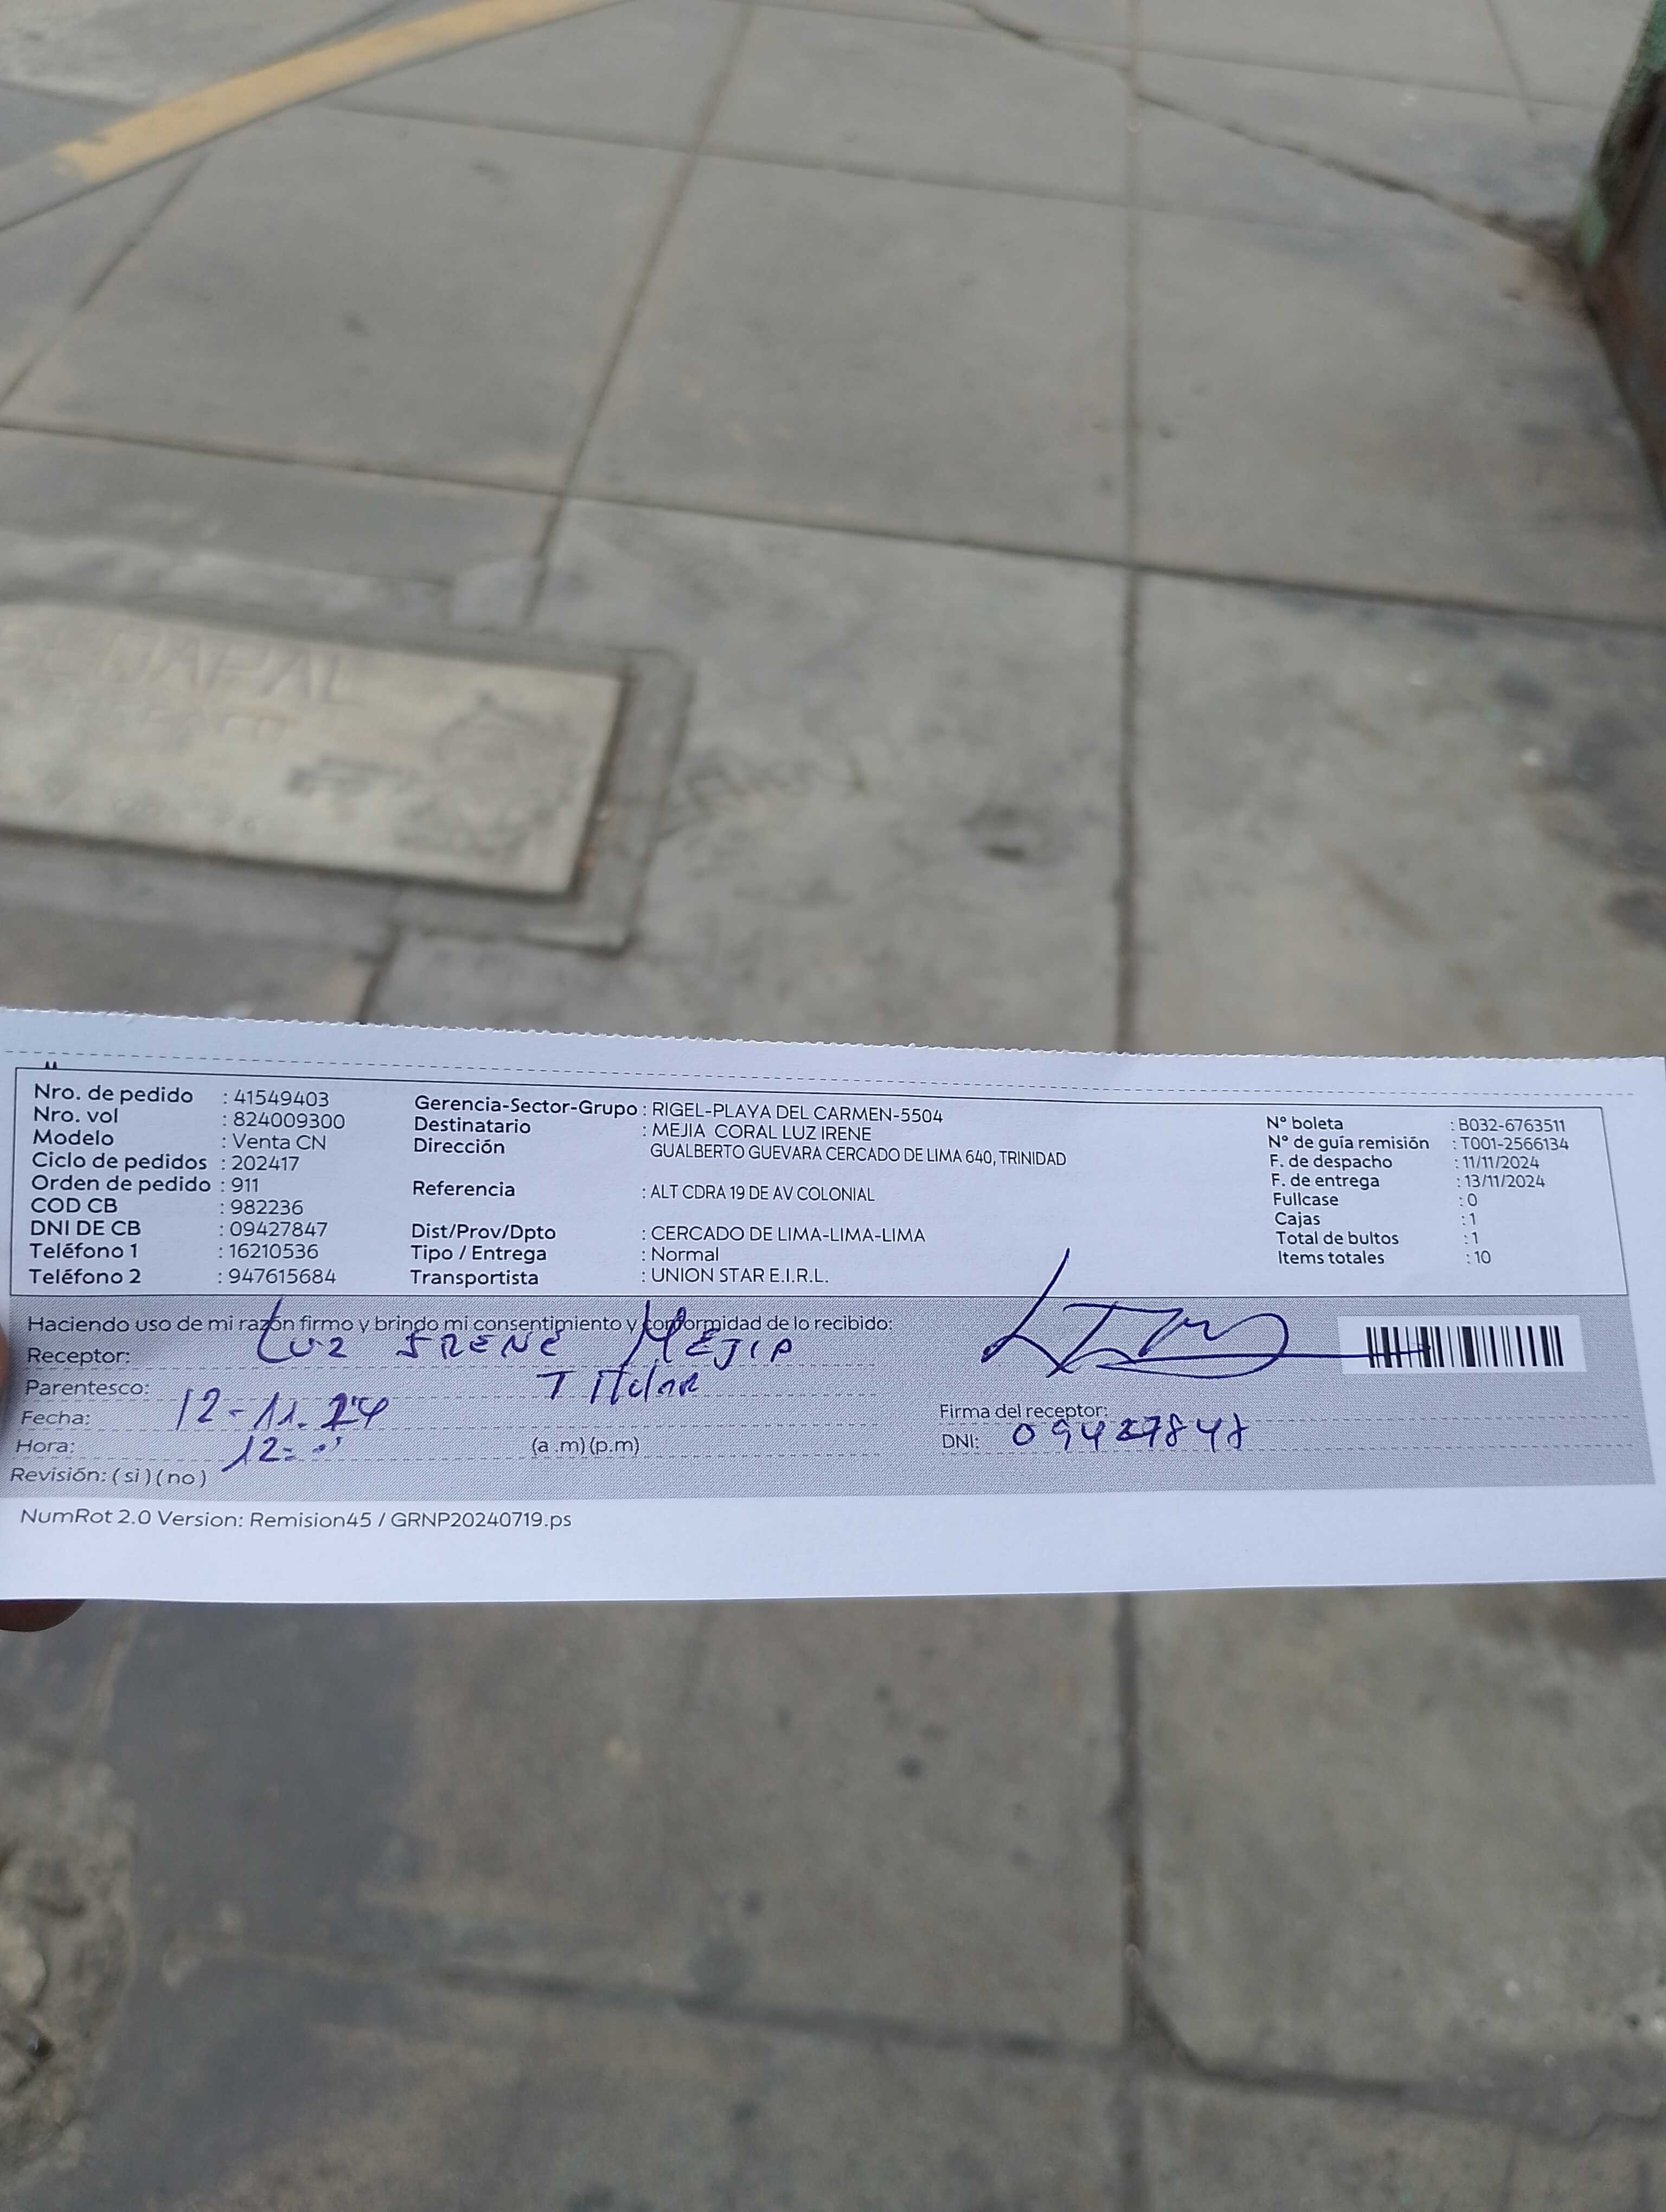 DAPAL
Nro. de pedido : 41549403
Nro. vol : 824009300
Modelo : Venta CN
Ciclo de pedidos : 202417
Orden de pedido : 911
COD CB : 982236
DNI DE CB : 09427847
Teléfono 1 : 16210536
Teléfono 2 : 947615684
Gerencia-Sector-Grupo : RIGEL-PLAYA DEL CARMEN-5504
Destinatario : MEJIA CORAL LUZ IRENE
Dirección GUALBERTO GUEVARA CERCADO DE LIMA 640, TRINIDAD
Referencia : ALT CDRA 19 DE AV COLONIAL
Dist/Prov/Dpto : CERCADO DE LIMA-LIMA-LIMA
Tipo / Entrega : Normal
Transportista : UNION STAR E.I.R.L.
N° boleta : B032-6763511
N° de guía remisión : T001-2566134
F. de despacho : 11/11/2024
F. de entrega : 13/11/2024
Fullcase : 0
Cajas : 1
Total de bultos : 1
Items totales : 10
Haciendo uso de mi razón firmo y brindo mi consentimiento y conformidad de lo recibido:
Receptor: Luz IRENE MEJIA
Parentesco: TITular
Fecha: 12-11-24
Hora: 12= (a .m) (p.m)
Revisión: ( si ) ( no )
Firma del receptor:
DNI: 09427848
NumRot 2.0 Version: Remision45 / GRNP20240719.ps